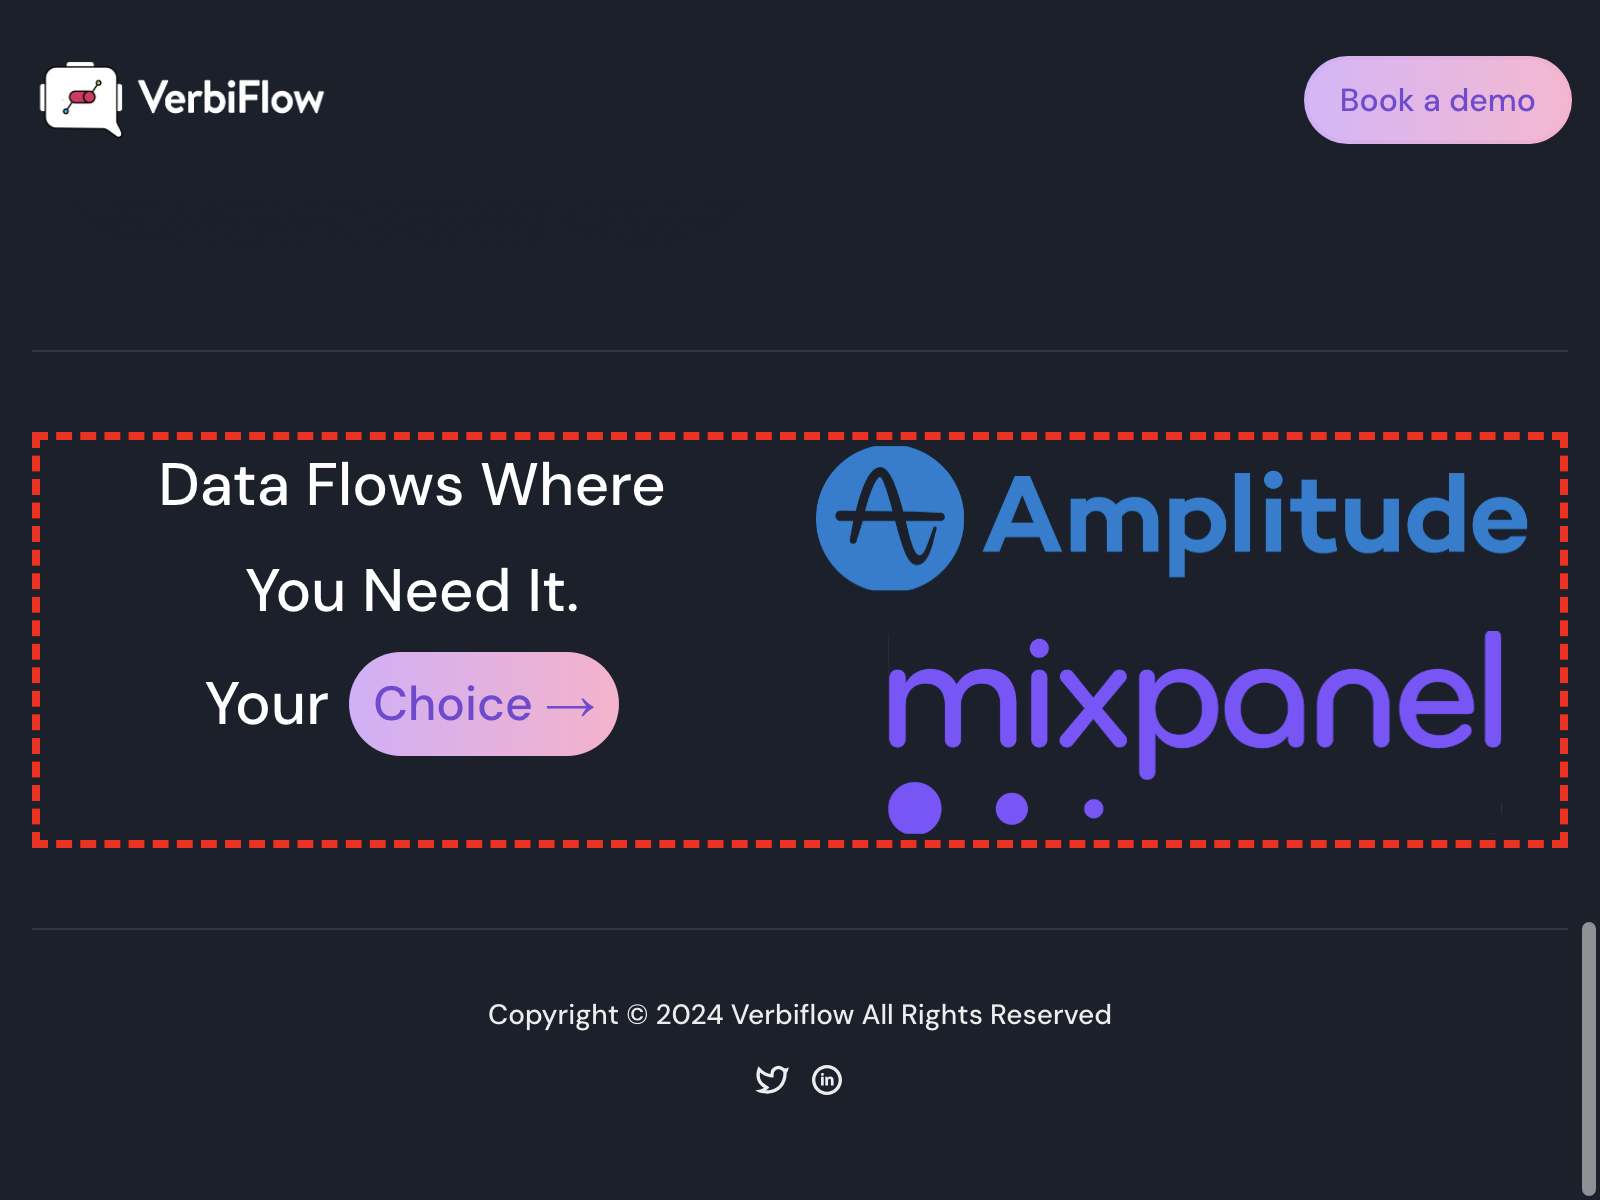 VerbiFlow
Book a demo
Data Flows Where
You Need It.
Your Choice →
Amplitude
mixpanel
Copyright © 2024 Verbiflow All Rights Reserved
in